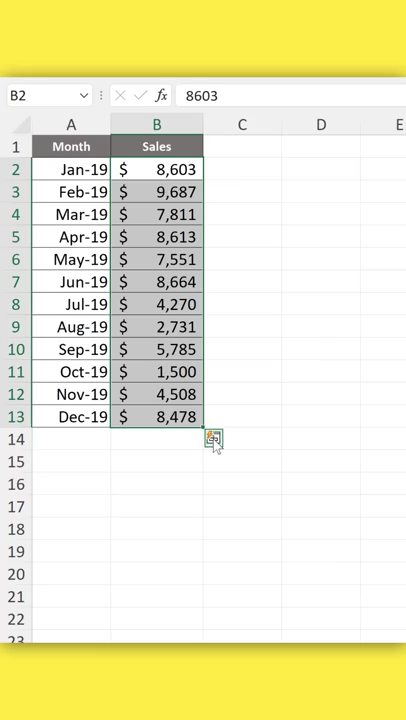 B2 fx 8603
A B C D E
1 Month Sales
2 Jan-19 $ 8,603
3 Feb-19 $ 9,687
4 Mar-19 $ 7,811
5 Apr-19 $ 8,613
6 May-19 $ 7,551
7 Jun-19 $ 8,664
8 Jul-19 $ 4,270
9 Aug-19 $ 2,731
10 Sep-19 $ 5,785
11 Oct-19 $ 1,500
12 Nov-19 $ 4,508
13 Dec-19 $ 8,478
14
15
16
17
18
19
20
21
22
23